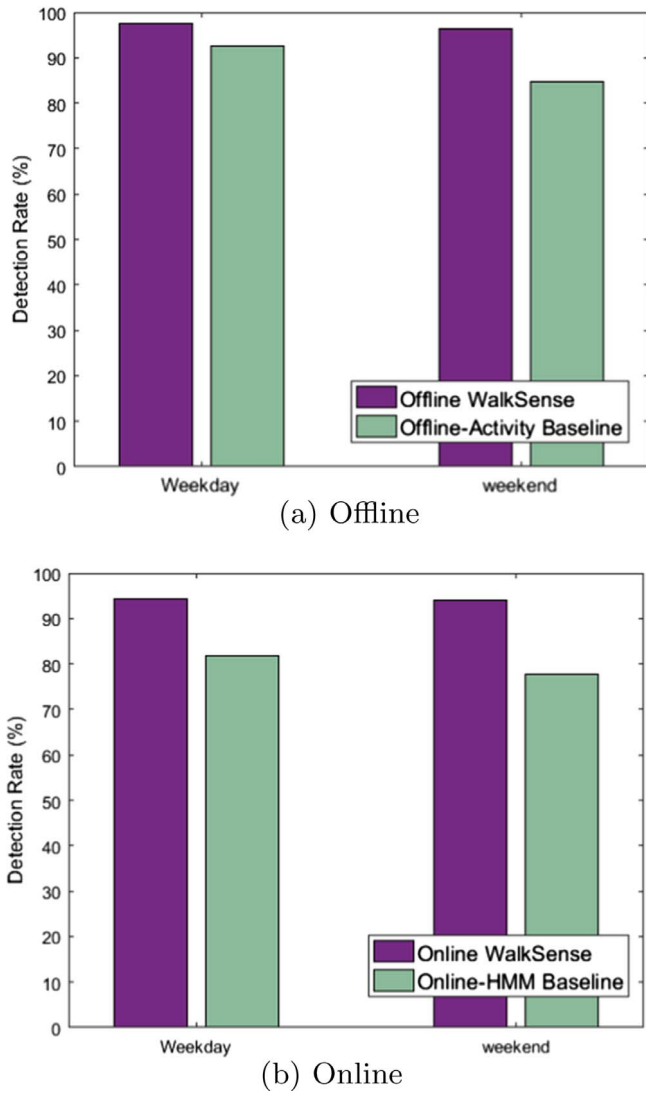 100
90
80
70
60
50
40
30
20
10
0
Detection Rate (%)
Offline WalkSense
Offline-Activity Baseline
Weekday
weekend
(a) Offline
100
90
80
70
60
50
40
30
20
10
0
Detection Rate (%)
Online WalkSense
Online-HMM Baseline
Weekday
weekend
(b) Online